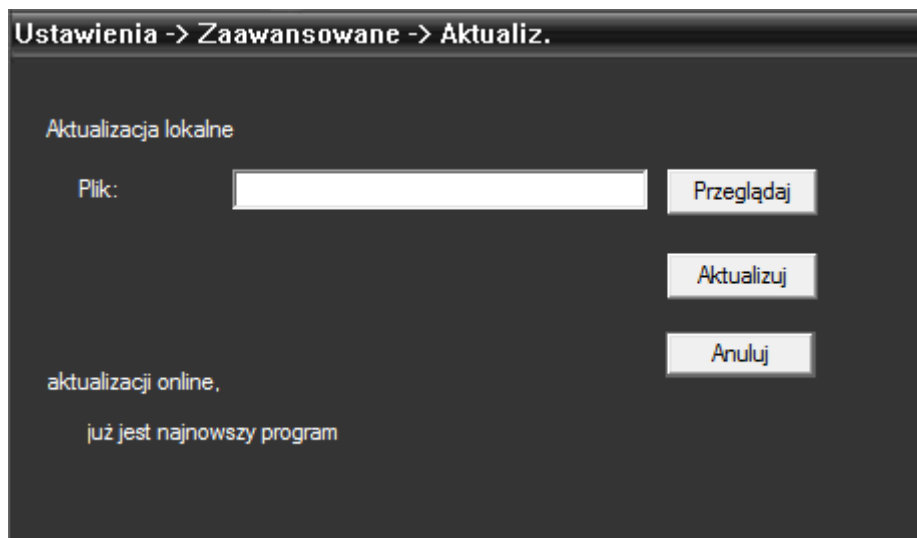 Ustawienia -> Zaawansowane -> Aktualiz.
Aktualizacja lokalne
Plik: Przeglądaj
Aktualizuj
Anuluj
aktualizacji online,
już jest najnowszy program